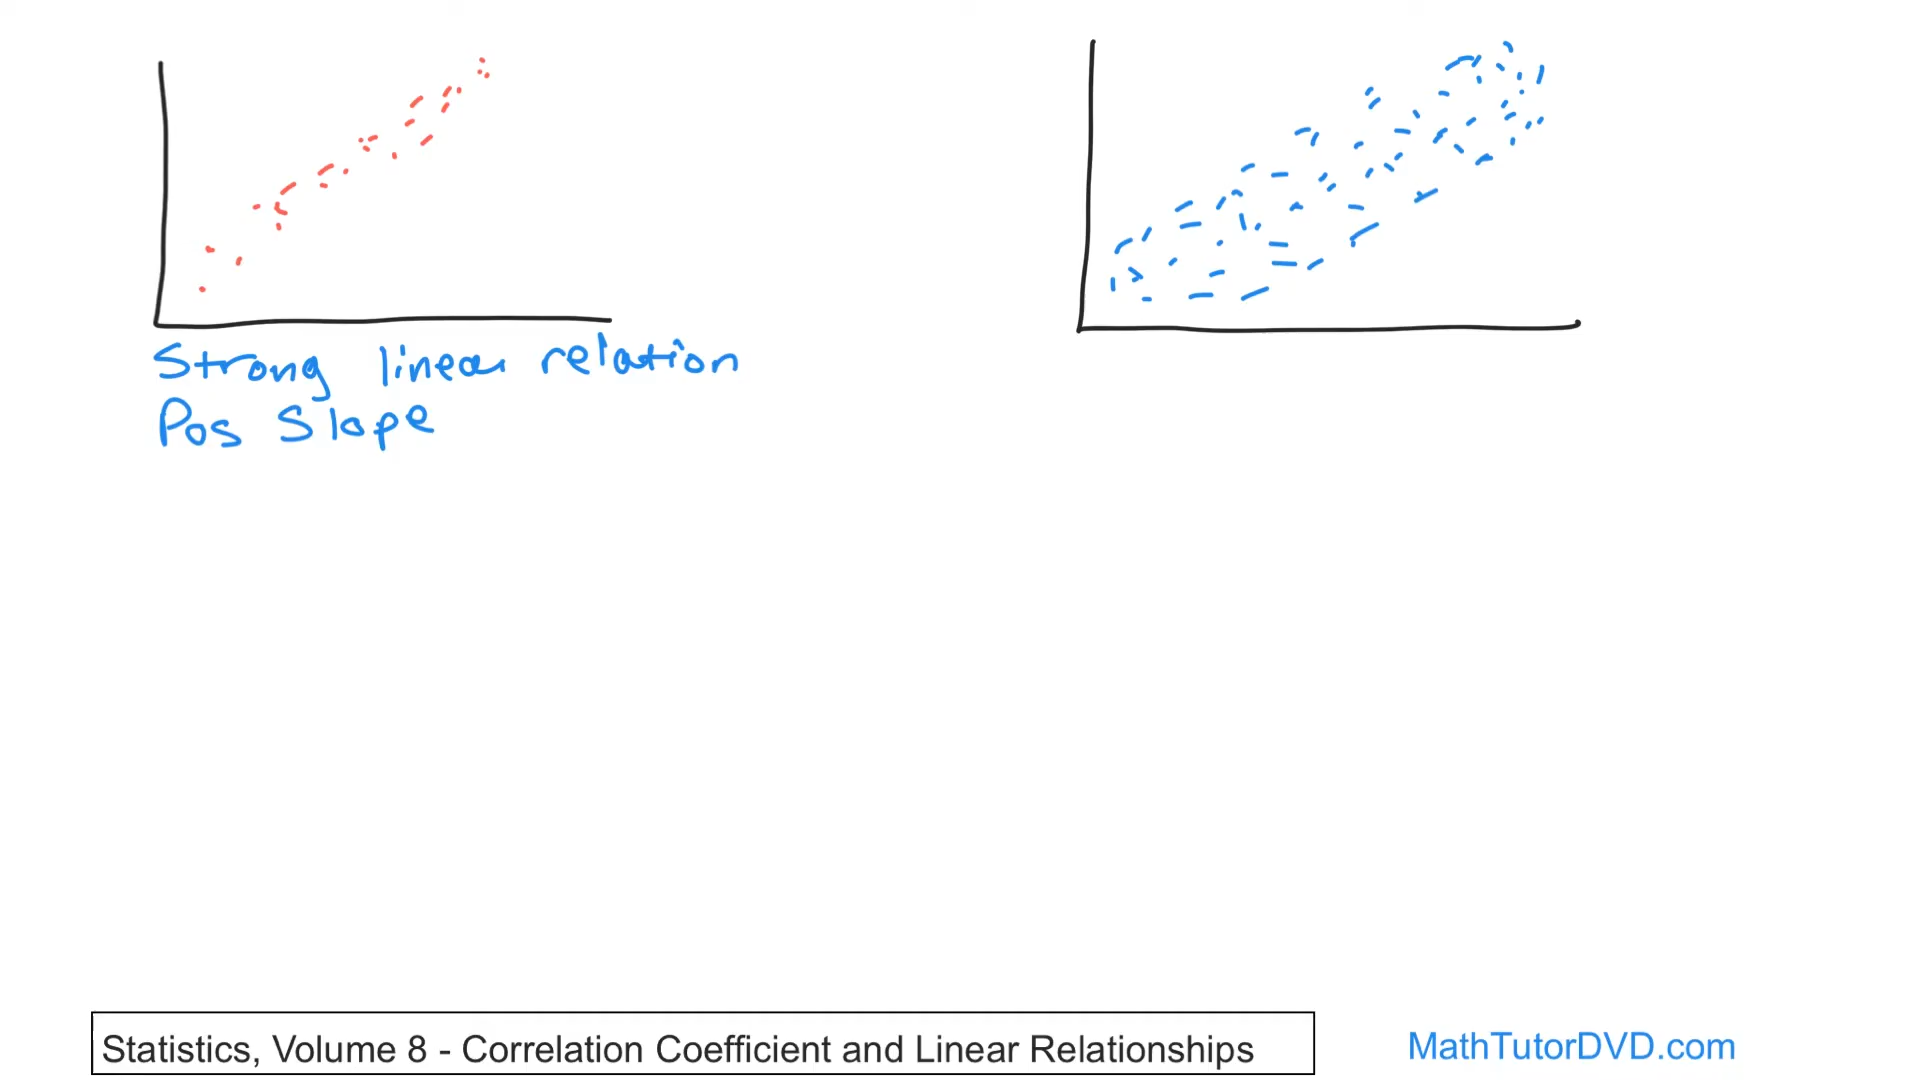 Strong linear relation
Pos Slope
Statistics, Volume 8 - Correlation Coefficient and Linear Relationships
MathTutorDVD.com